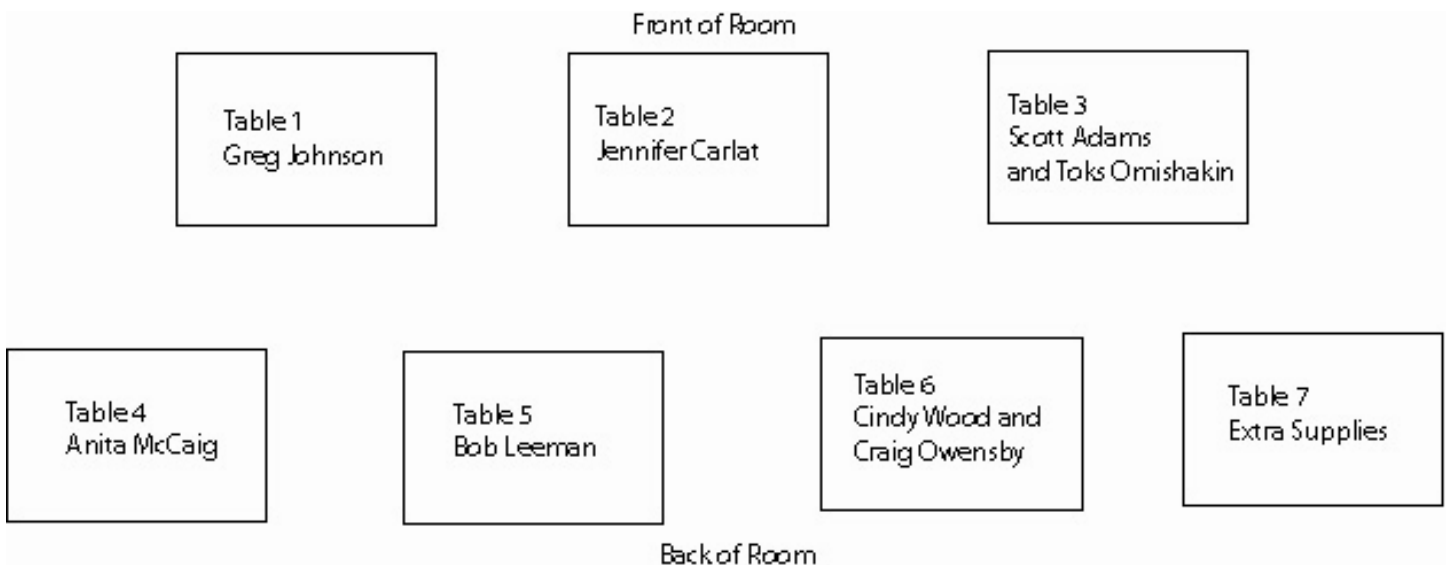 Front of Room
Table 1
Greg Johnson
Table 2
Jennifer Carlat
Table 3
Scott Adams
and Toks Omishakin
Table 4
Anita McCaig
Table 5
Bob Leeman
Table 6
Cindy Wood and
Craig Owensby
Table 7
Extra Supplies
Back of Room